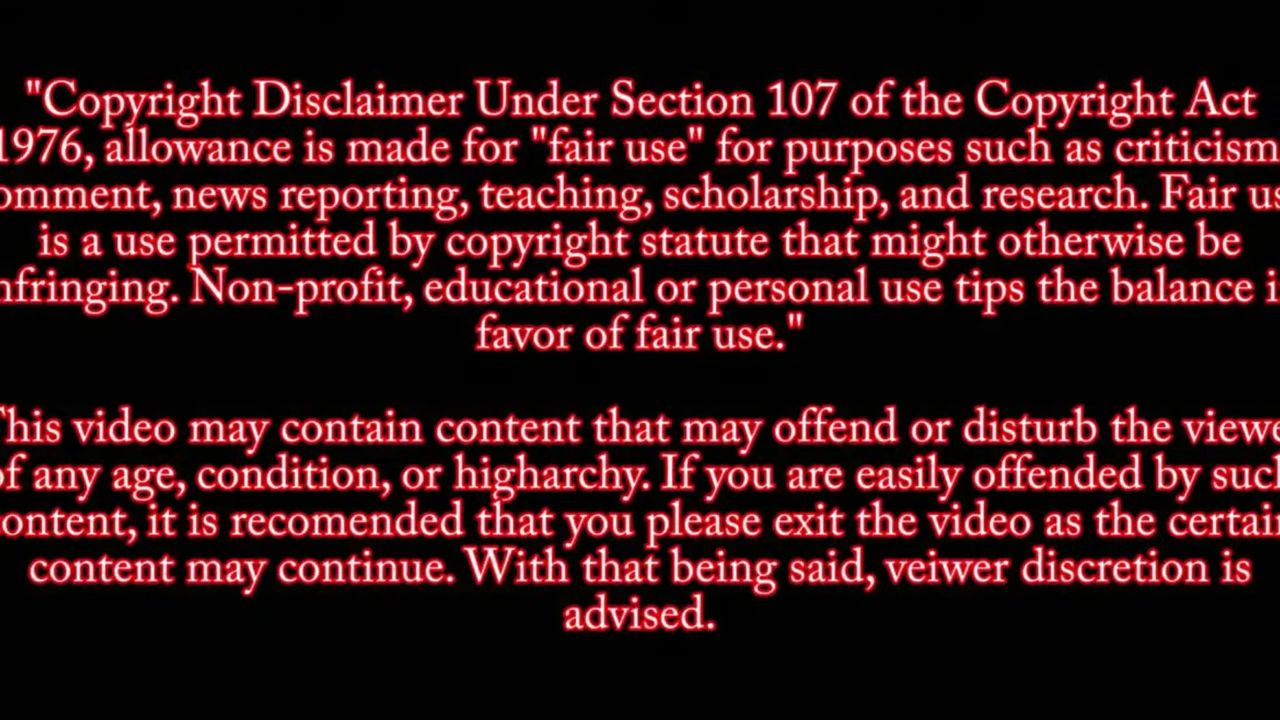 "Copyright Disclaimer Under Section 107 of the Copyright Act
1976, allowance is made for "fair use" for purposes such as criticism
omment, news reporting, teaching, scholarship, and research. Fair us
is a use permitted by copyright statute that might otherwise be
nfringing. Non-profit, educational or personal use tips the balance i
favor of fair use."
This video may contain content that may offend or disturb the viewe
of any age, condition, or higharchy. If you are easily offended by such
ontent, it is recomended that you please exit the video as the certain
content may continue. With that being said, veiwer discretion is
advised.